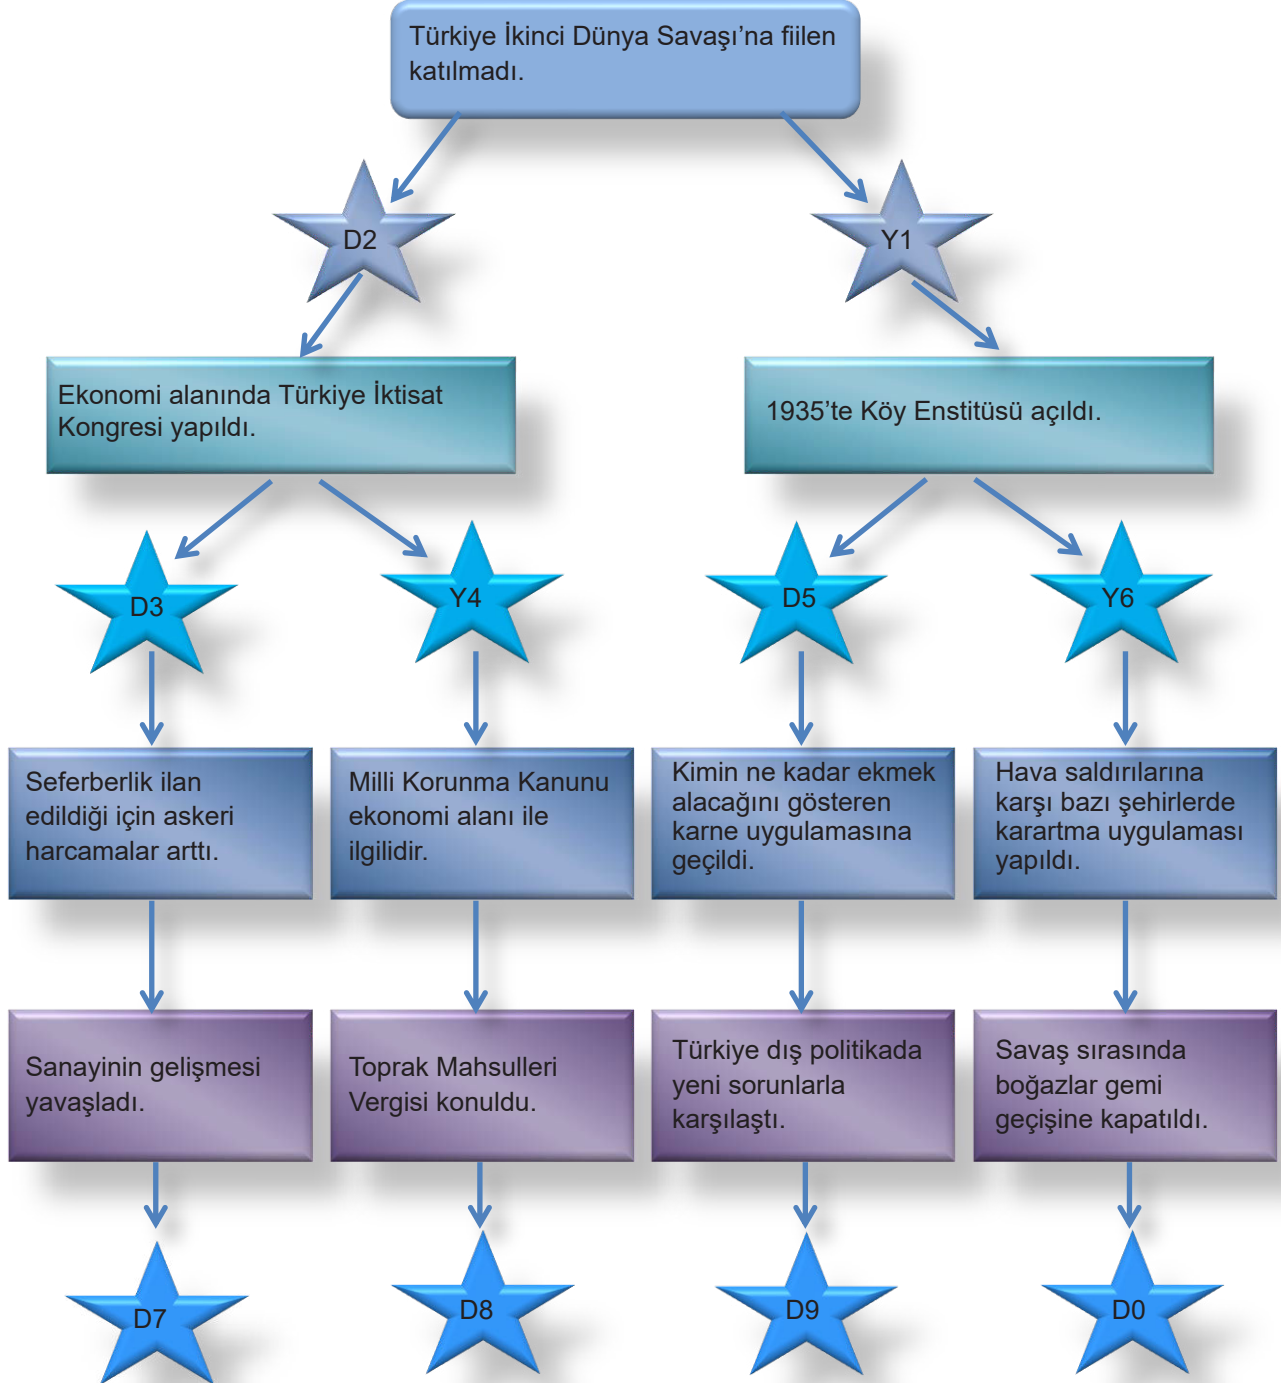 Türkiye İkinci Dünya Savaşı’na fiilen
katılmadı.
D2
Y1
Ekonomi alanında Türkiye İktisat
Kongresi yapıldı.
1935’te Köy Enstitüsü açıldı.
D3
Y4
D5
Y6
Seferberlik ilan
edildiği için askeri
harcamalar arttı.
Milli Korunma Kanunu
ekonomi alanı ile
ilgilidir.
Kimin ne kadar ekmek
alacağını gösteren
karne uygulamasına
geçildi.
Hava saldırılarına
karşı bazı şehirlerde
karartma uygulaması
yapıldı.
Sanayinin gelişmesi
yavaşladı.
Toprak Mahsulleri
Vergisi konuldu.
Türkiye dış politikada
yeni sorunlarla
karşılaştı.
Savaş sırasında
boğazlar gemi
geçişine kapatıldı.
D7
D8
D9
D0